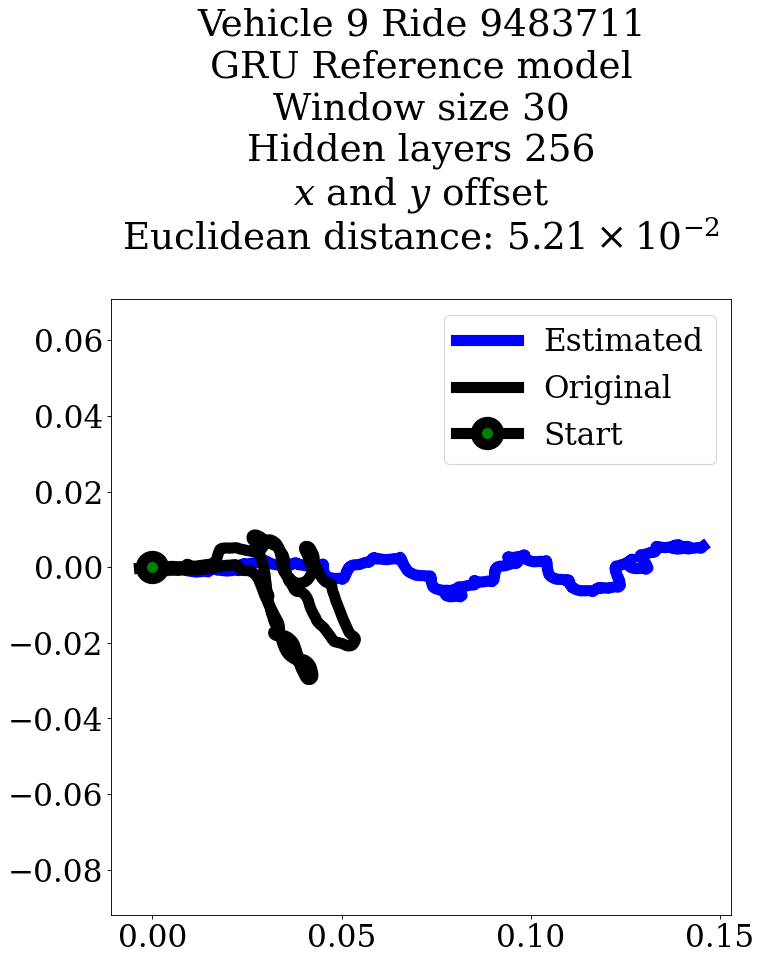 Vehicle 9 Ride 9483711
GRU Reference model
Window size 30
Hidden layers 256
x and y offset
Euclidean distance: 5.21 × 10⁻²
Estimated
Original
Start
0.06
0.04
0.02
0.00
−0.02
−0.04
−0.06
−0.08
0.00 0.05 0.10 0.15